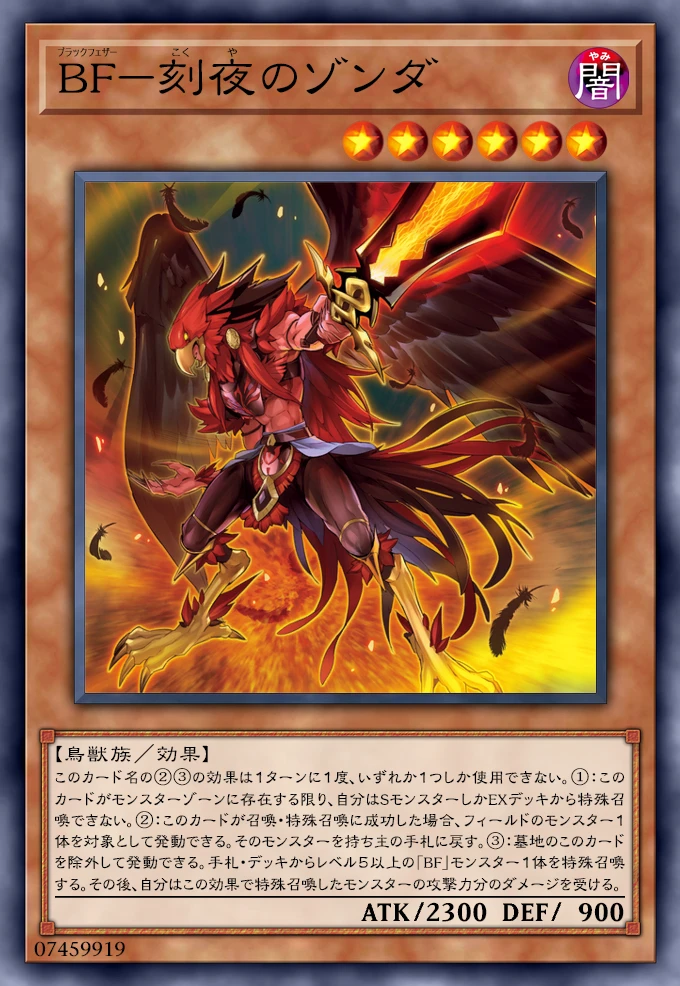 ブラックフェザー こくや
BF－刻夜のゾンダ
やみ
闇
【鳥獣族／効果】
このカード名の②③の効果は1ターンに1度、いずれか1つしか使用できない。①：この
カードがモンスターゾーンに存在する限り、自分はSモンスターしかEXデッキから特殊召
喚できない。②：このカードが召喚・特殊召喚に成功した場合、フィールドのモンスター1
体を対象として発動できる。そのモンスターを持ち主の手札に戻す。③：墓地のこのカード
を除外して発動できる。手札・デッキからレベル5以上の「BF」モンスター1体を特殊召喚
する。その後、自分はこの効果で特殊召喚したモンスターの攻撃力分のダメージを受ける。
ATK/2300 DEF/ 900
07459919